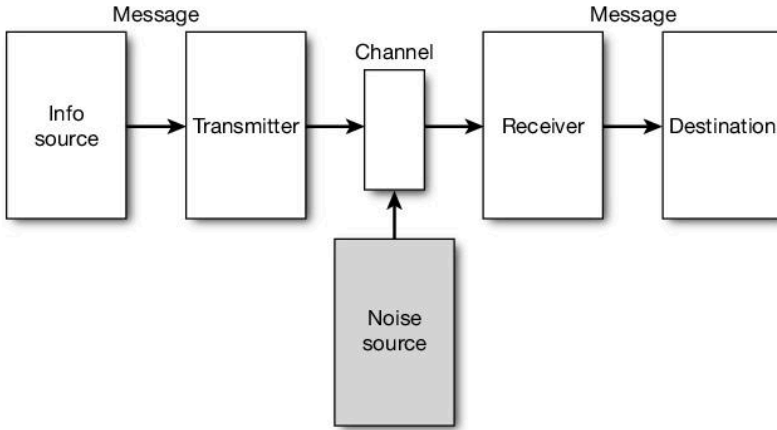 Message
Message
Channel
Info
source
Transmitter
Receiver
Destination
Noise
source